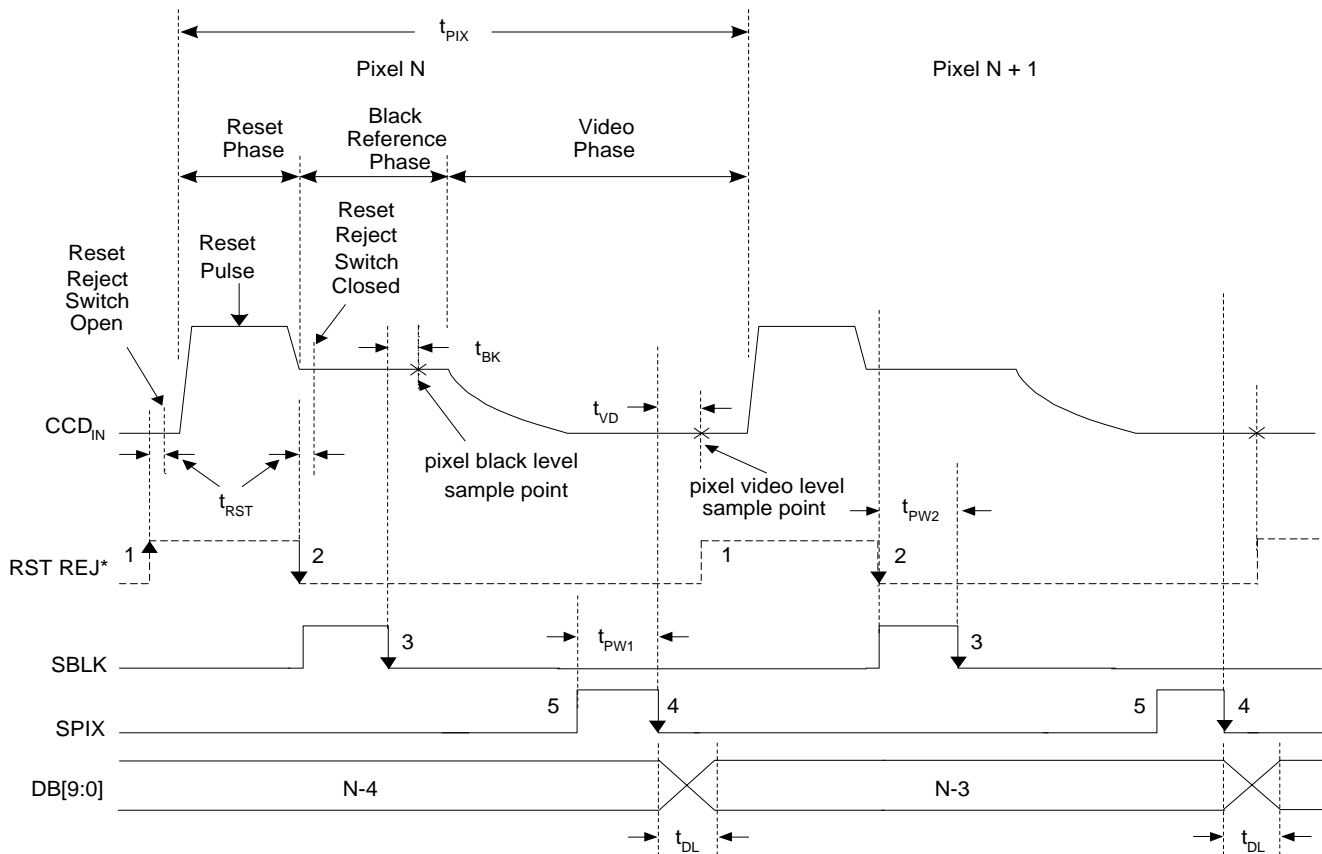 tPIX
Pixel N
Pixel N + 1
Reset
Phase
Black
Reference
Phase
Video
Phase
Reset
Reject
Switch
Open
Reset
Pulse
Reset
Reject
Switch
Closed
tBK
tVD
CCDIN
pixel black level
sample point
pixel video level
sample point
tRST
tPW2
RST REJ*
1
2
1
2
SBLK
3
tPW1
3
SPIX
5
4
5
4
DB[9:0]
N-4
N-3
tDL
tDL